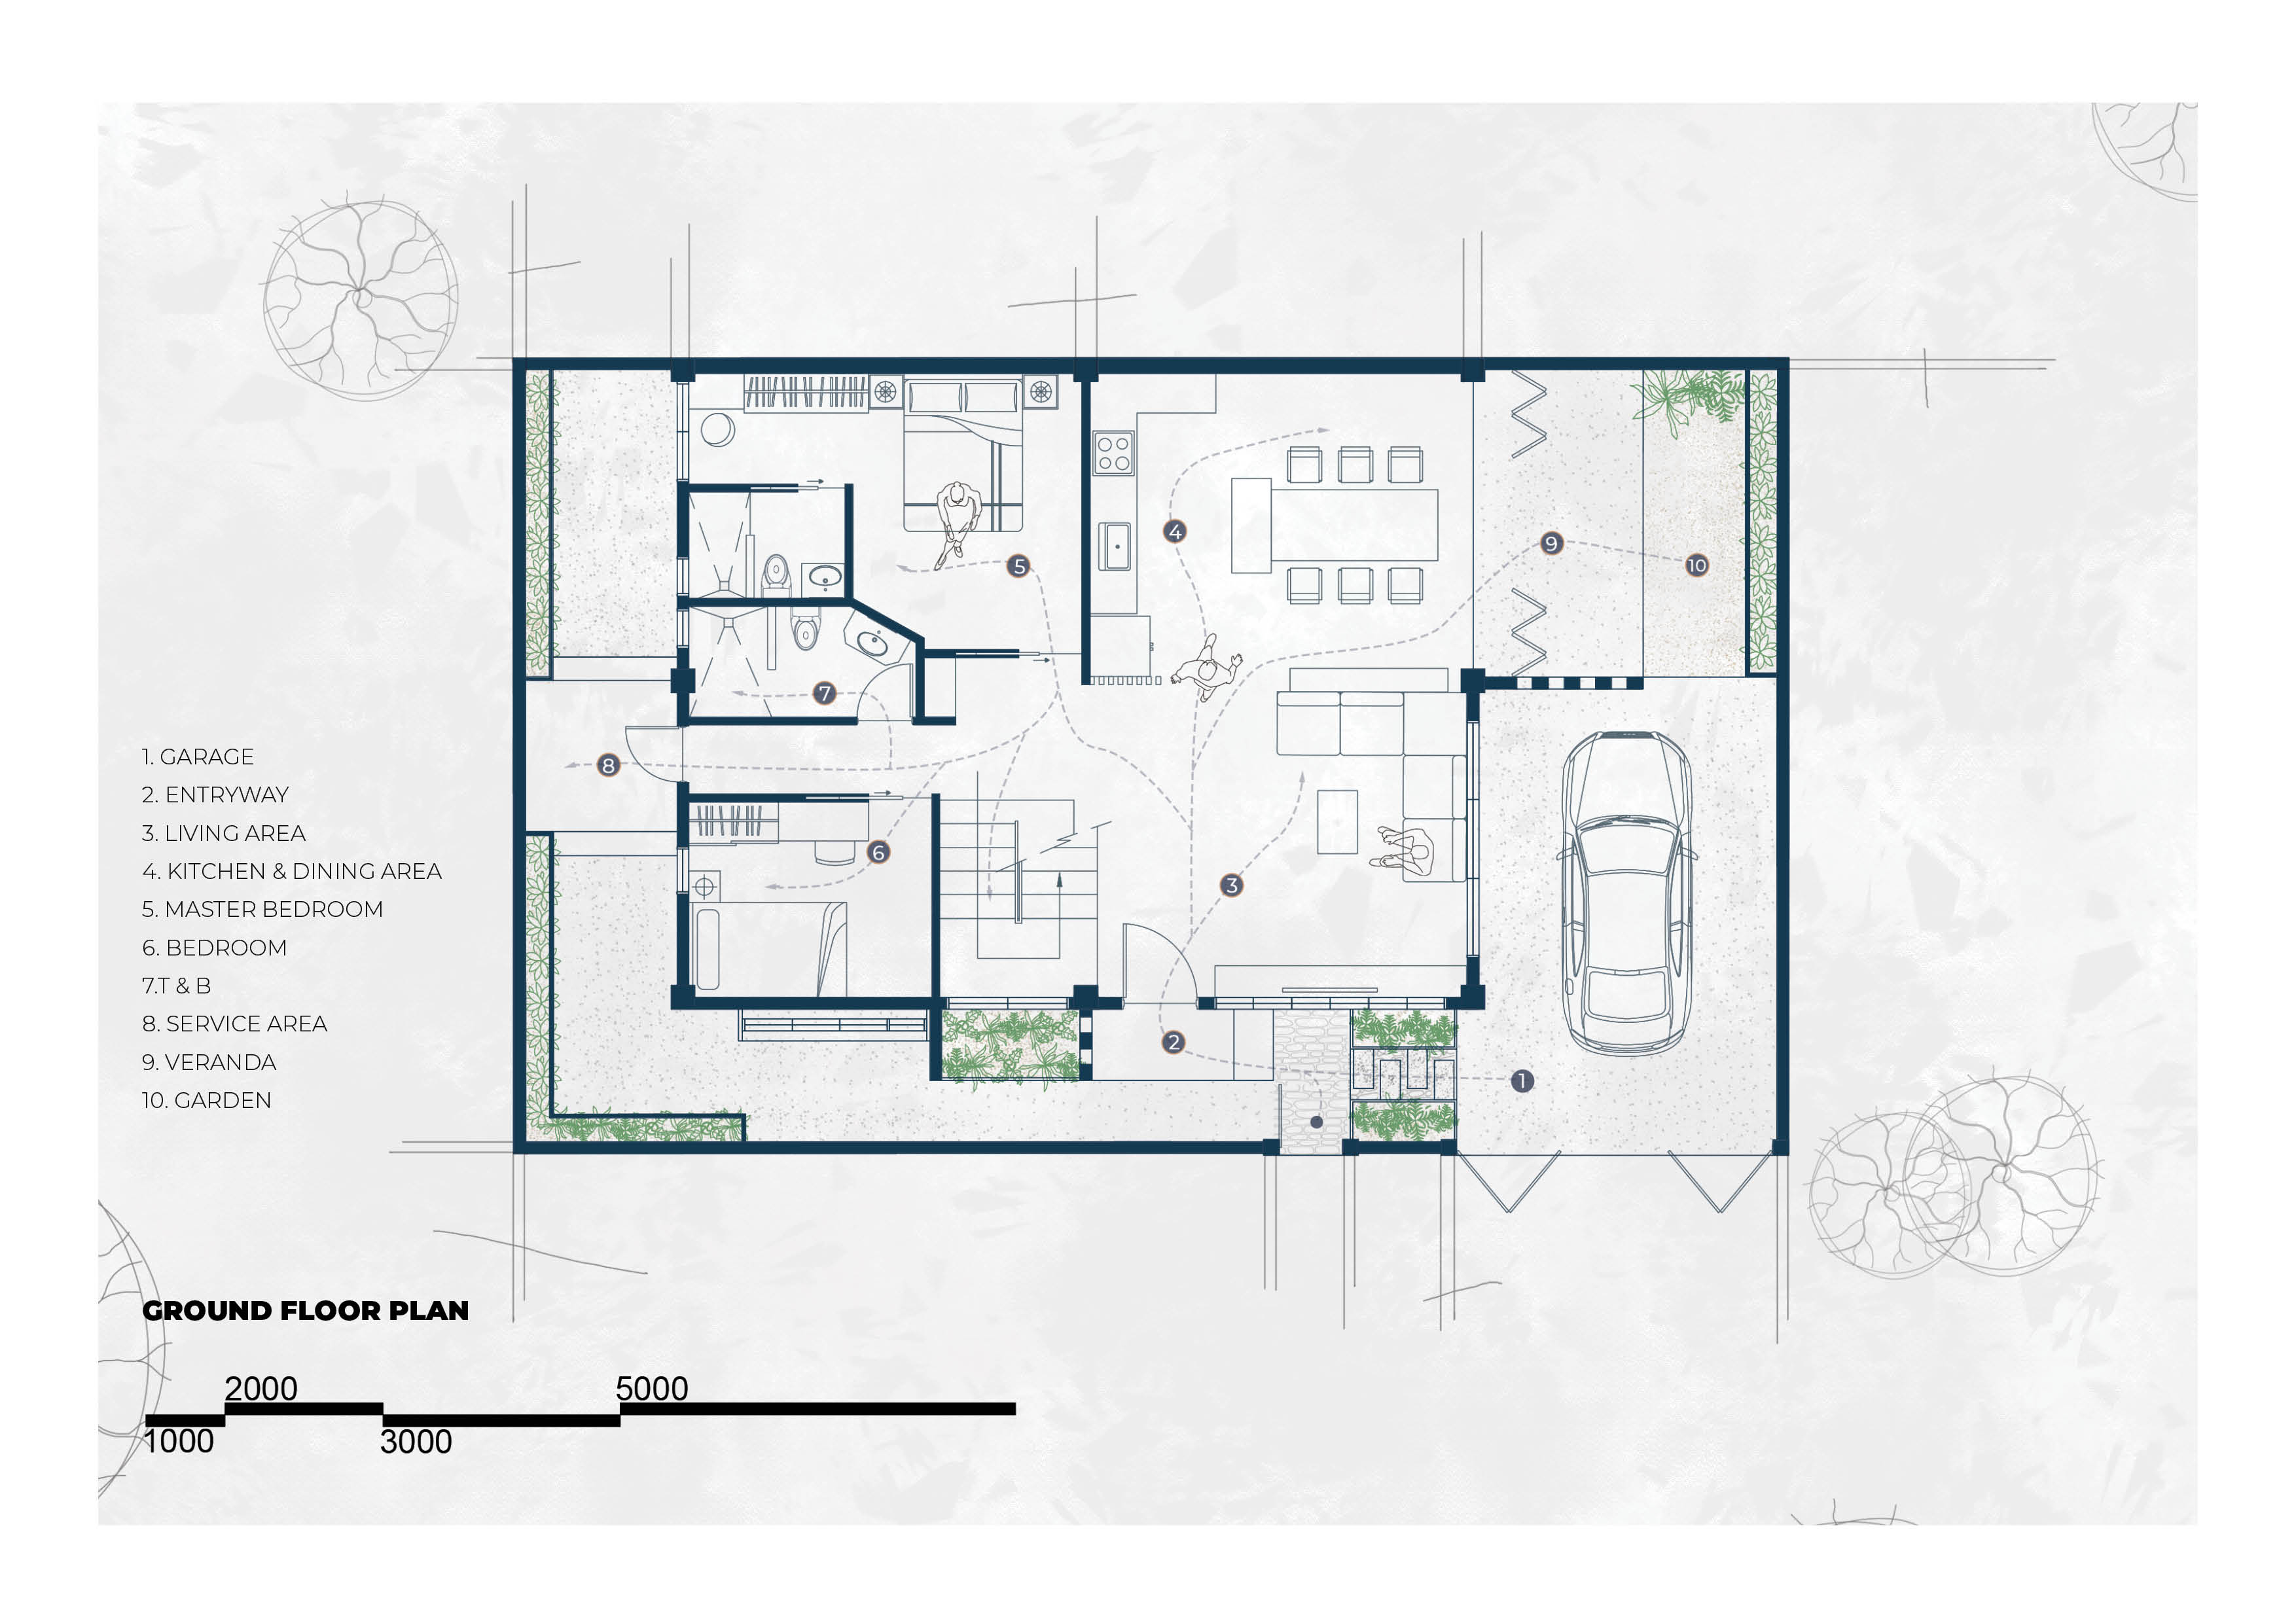 4
5
9
10
7
8
6
3
2
1
1. GARAGE
2. ENTRYWAY
3. LIVING AREA
4. KITCHEN & DINING AREA
5. MASTER BEDROOM
6. BEDROOM
7.T & B
8. SERVICE AREA
9. VERANDA
10. GARDEN
GROUND FLOOR PLAN
2000 5000
1000 3000